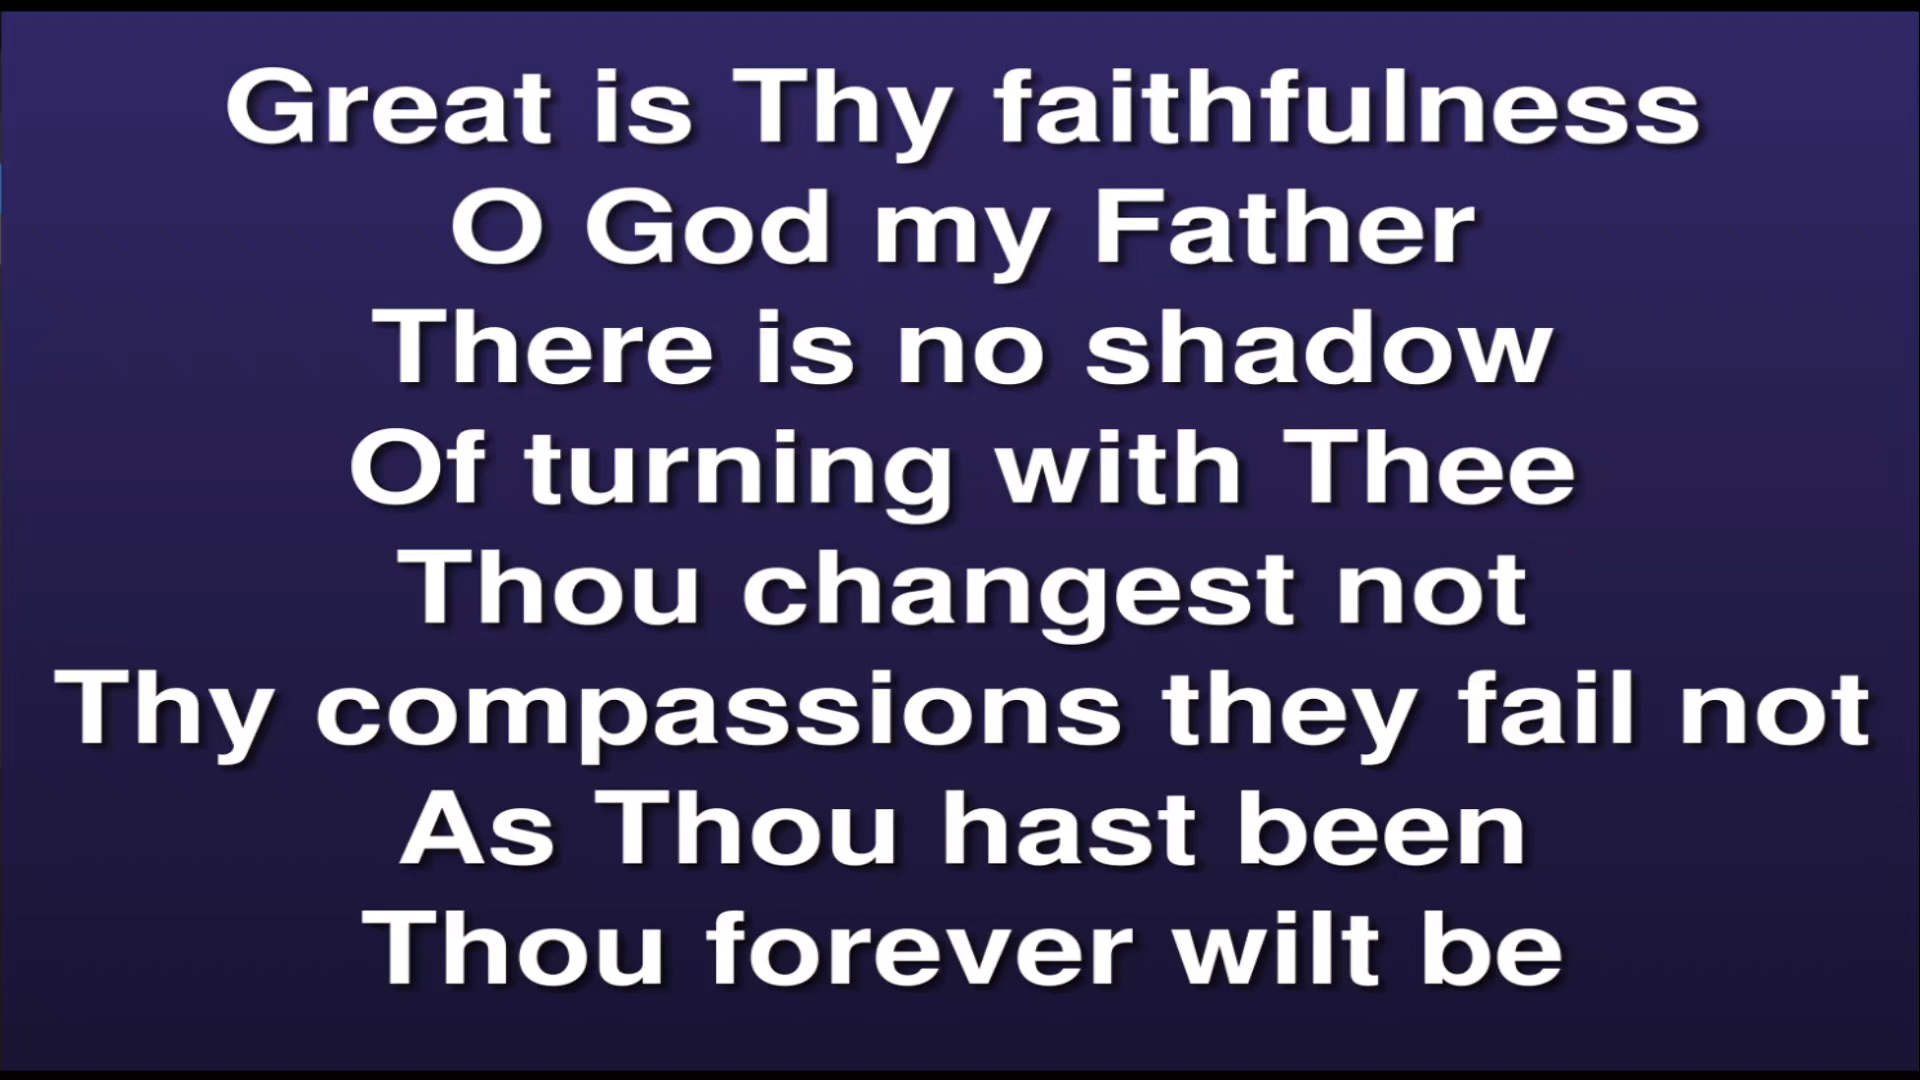 Great is Thy faithfulness
O God my Father
There is no shadow
Of turning with Thee
Thou changest not
Thy compassions they fail not
As Thou hast been
Thou forever wilt be